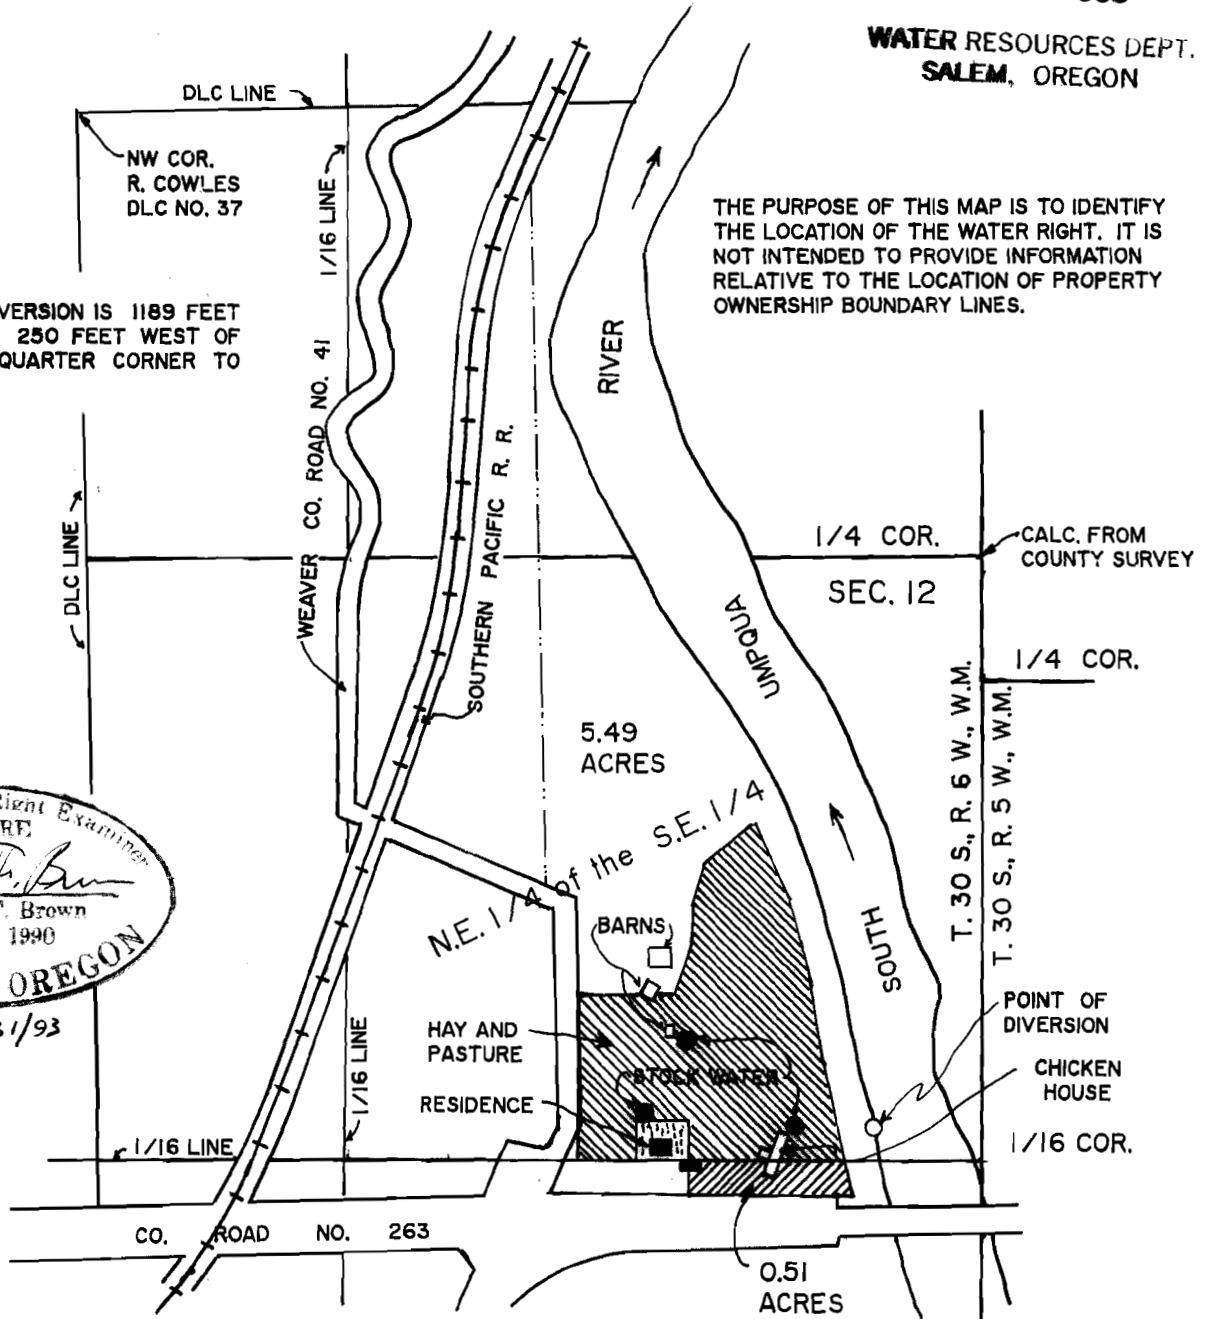 WATER RESOURCES DEPT.
SALEM, OREGON
DLC LINE
NW COR.
R. COWLES
DLC NO. 37
1/16 LINE
THE PURPOSE OF THIS MAP IS TO IDENTIFY
THE LOCATION OF THE WATER RIGHT. IT IS
NOT INTENDED TO PROVIDE INFORMATION
RELATIVE TO THE LOCATION OF PROPERTY
OWNERSHIP BOUNDARY LINES.
VERSION IS 1189 FEET
250 FEET WEST OF
QUARTER CORNER TO
RIVER
WEAVER CO. ROAD NO. 41
SOUTHERN PACIFIC R. R.
DLC LINE
1/4 COR.
CALC. FROM
COUNTY SURVEY
SEC. 12
UMPQUA
1/4 COR.
T. 30 S., R. 6 W., W.M.
T. 30 S., R. 5 W., W.M.
5.49
ACRES
N.E. 1/4 of the S.E. 1/4
Right Examiner
RE
Brown
1990
OREGON
31/93
BARNS
SOUTH
POINT OF
DIVERSION
HAY AND
PASTURE
STOCK WATER
CHICKEN
HOUSE
RESIDENCE
1/16 LINE
1/16 LINE
1/16 COR.
CO. ROAD NO. 263
0.51
ACRES